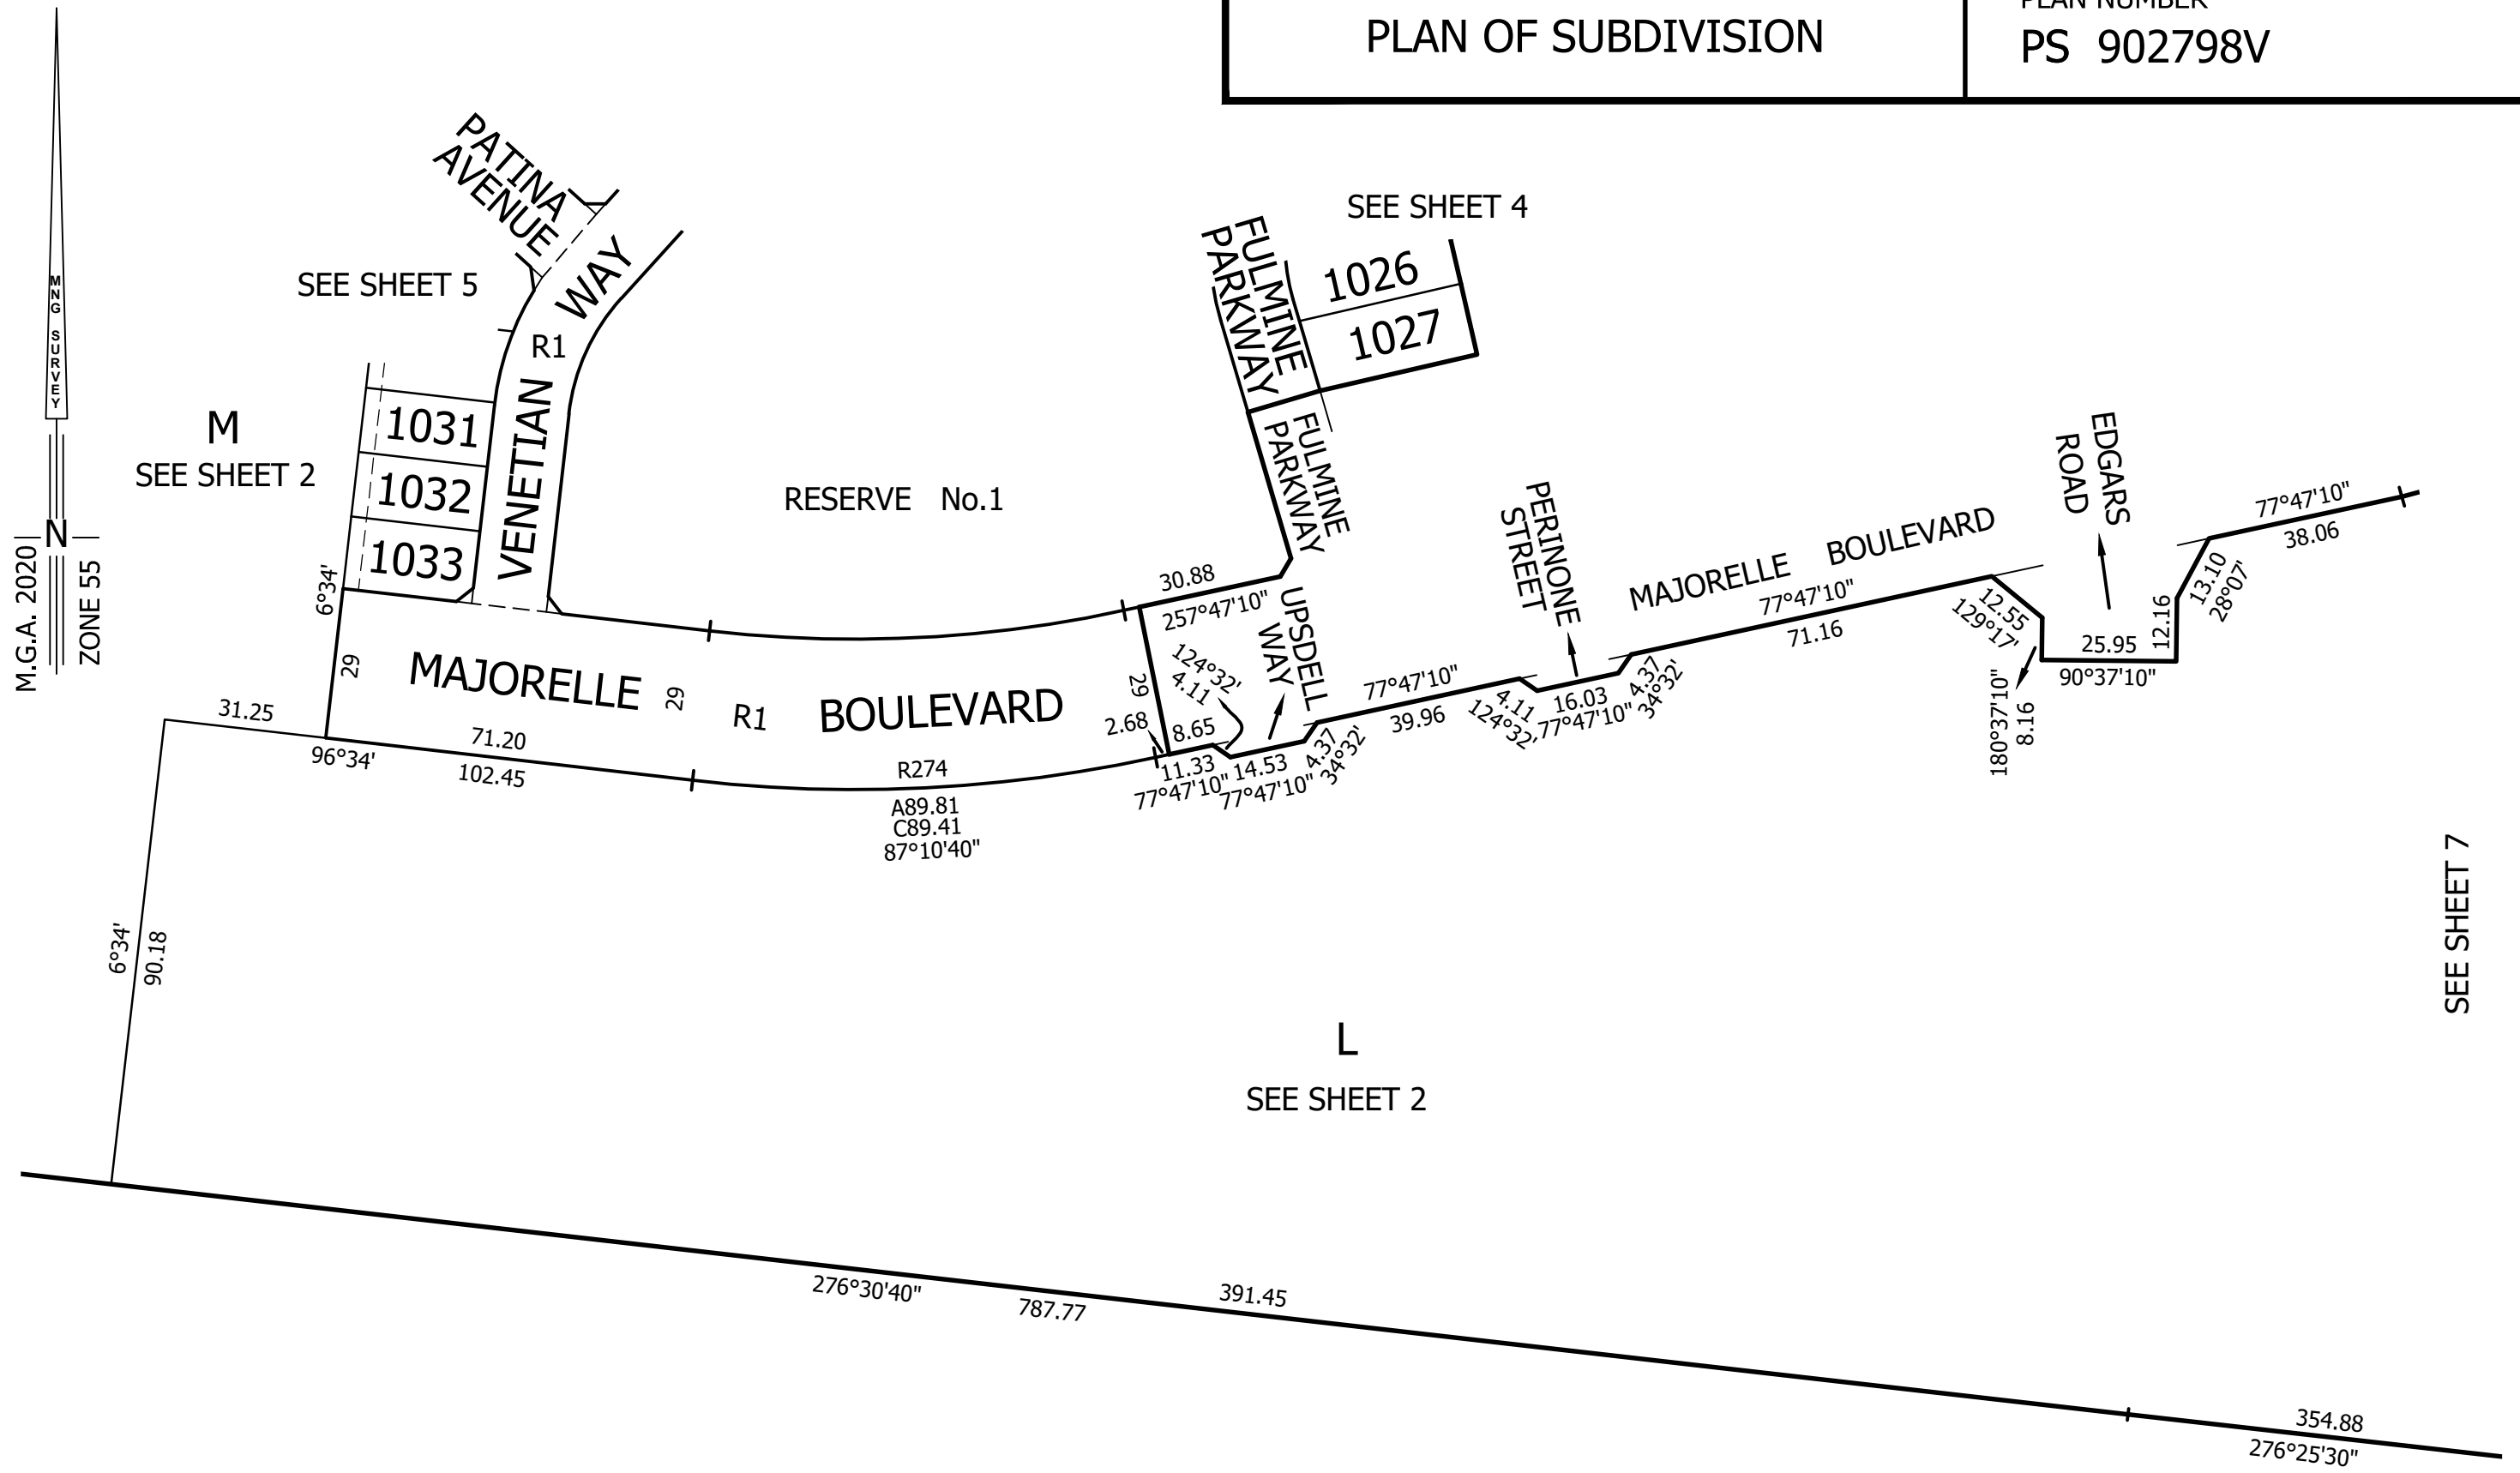 PLAN OF SUBDIVISION
PLAN NUMBER
PS 902798V
MNG SURVEY
N
M.G.A. 2020
ZONE 55
PATINA
AVENUE
SEE SHEET 5
WAY
R1
VENETIAN
M
SEE SHEET 2
1031
1032
1033
6°34'
29
RESERVE No.1
SEE SHEET 4
FULMINE
PARKWAY
1026
1027
FULMINE
PARKWAY
30.88
257°47'10"
UPSDELL
WAY
124°32'
4.11
29
2.68
8.65
11.33
77°47'10"
14.53
77°47'10"
4.37
34°32'
77°47'10"
39.96
PERINONE
STREET
4.11
124°32'
16.03
77°47'10"
4.37
34°32'
MAJORELLE BOULEVARD
77°47'10"
71.16
EDGARS
ROAD
12.55
129°17'
180°37'10"
8.16
25.95
90°37'10"
12.16
13.10
28°07'
77°47'10"
38.06
MAJORELLE
29
R1
BOULEVARD
31.25
96°34'
71.20
102.45
R274
A89.81
C89.41
87°10'40"
6°34'
90.18
L
SEE SHEET 2
SEE SHEET 7
276°30'40"
787.77
391.45
354.88
276°25'30"